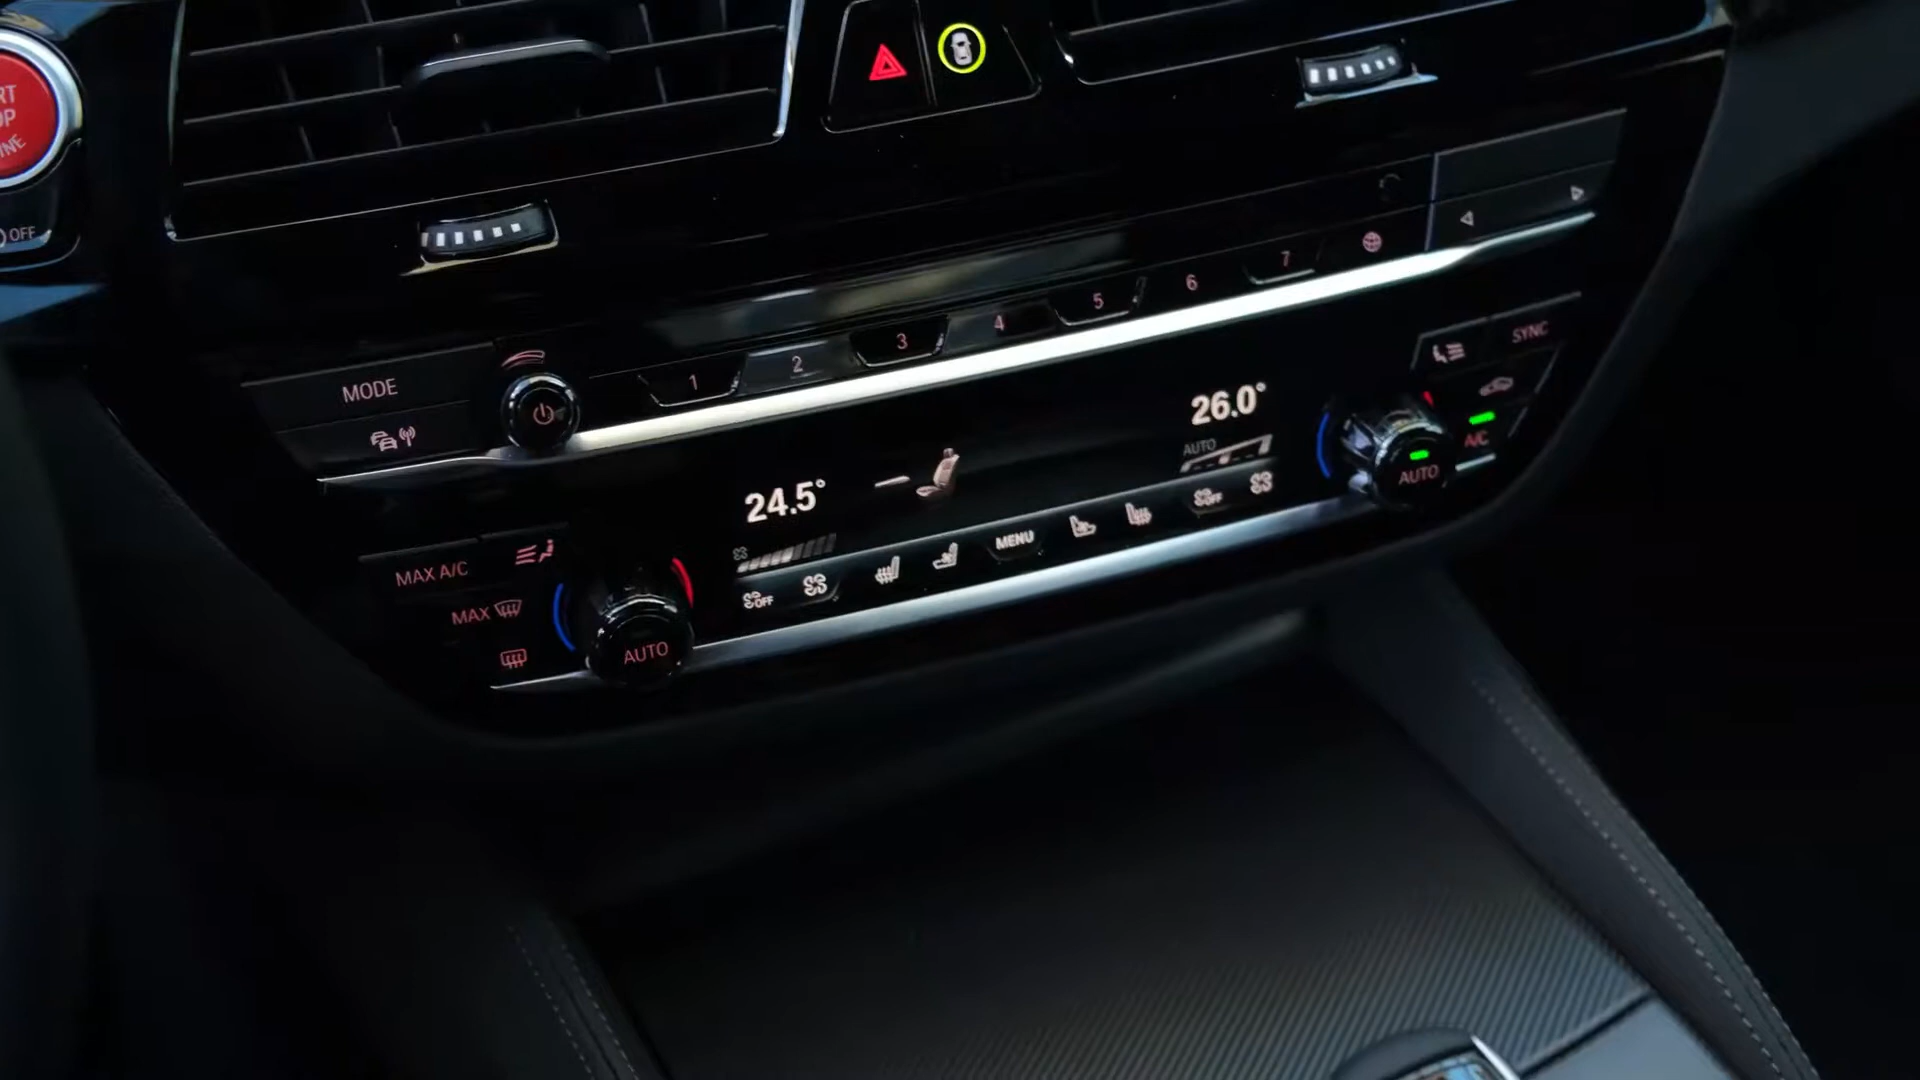 RT
OP
INE
OFF
MODE
1 2 3 4 5 6 7
SYNC
26.0°
AUTO
A/C
AUTO
24.5°
MENU
OFF
OFF
MAX A/C
MAX
AUTO